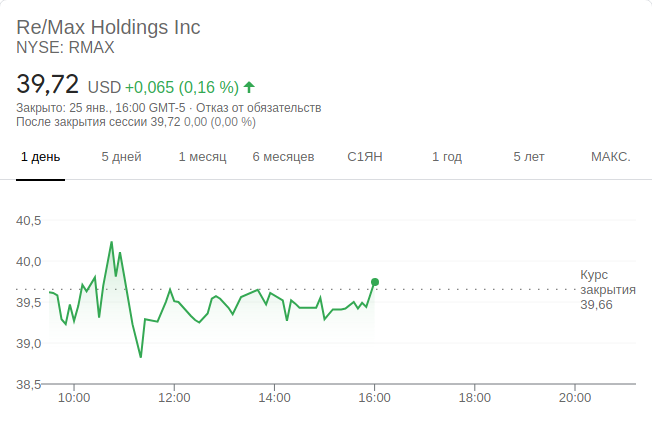 Re/Max Holdings Inc
NYSE: RMAX
39,72 USD +0,065 (0,16 %)
Закрыто: 25 янв., 16:00 GMT-5 · Отказ от обязательств
После закрытия сессии 39,72 0,00 (0,00 %)
1 день 5 дней 1 месяц 6 месяцев С1ЯН 1 год 5 лет МАКС.
40,5
40,0
39,5
39,0
38,5
Курс
закрытия
39,66
10:00 12:00 14:00 16:00 18:00 20:00